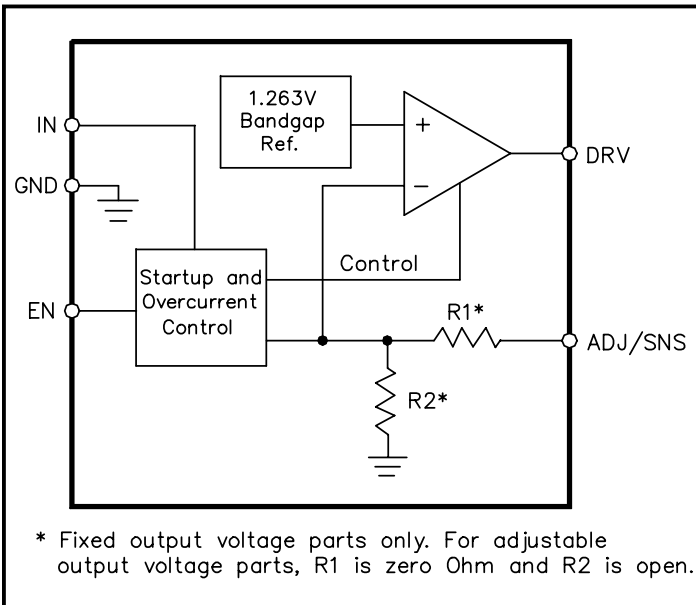 1.263V
Bandgap
Ref.
+
−
IN
DRV
GND
Control
Startup and
Overcurrent
Control
EN
R1*
ADJ/SNS
R2*
* Fixed output voltage parts only. For adjustable
output voltage parts, R1 is zero Ohm and R2 is open.